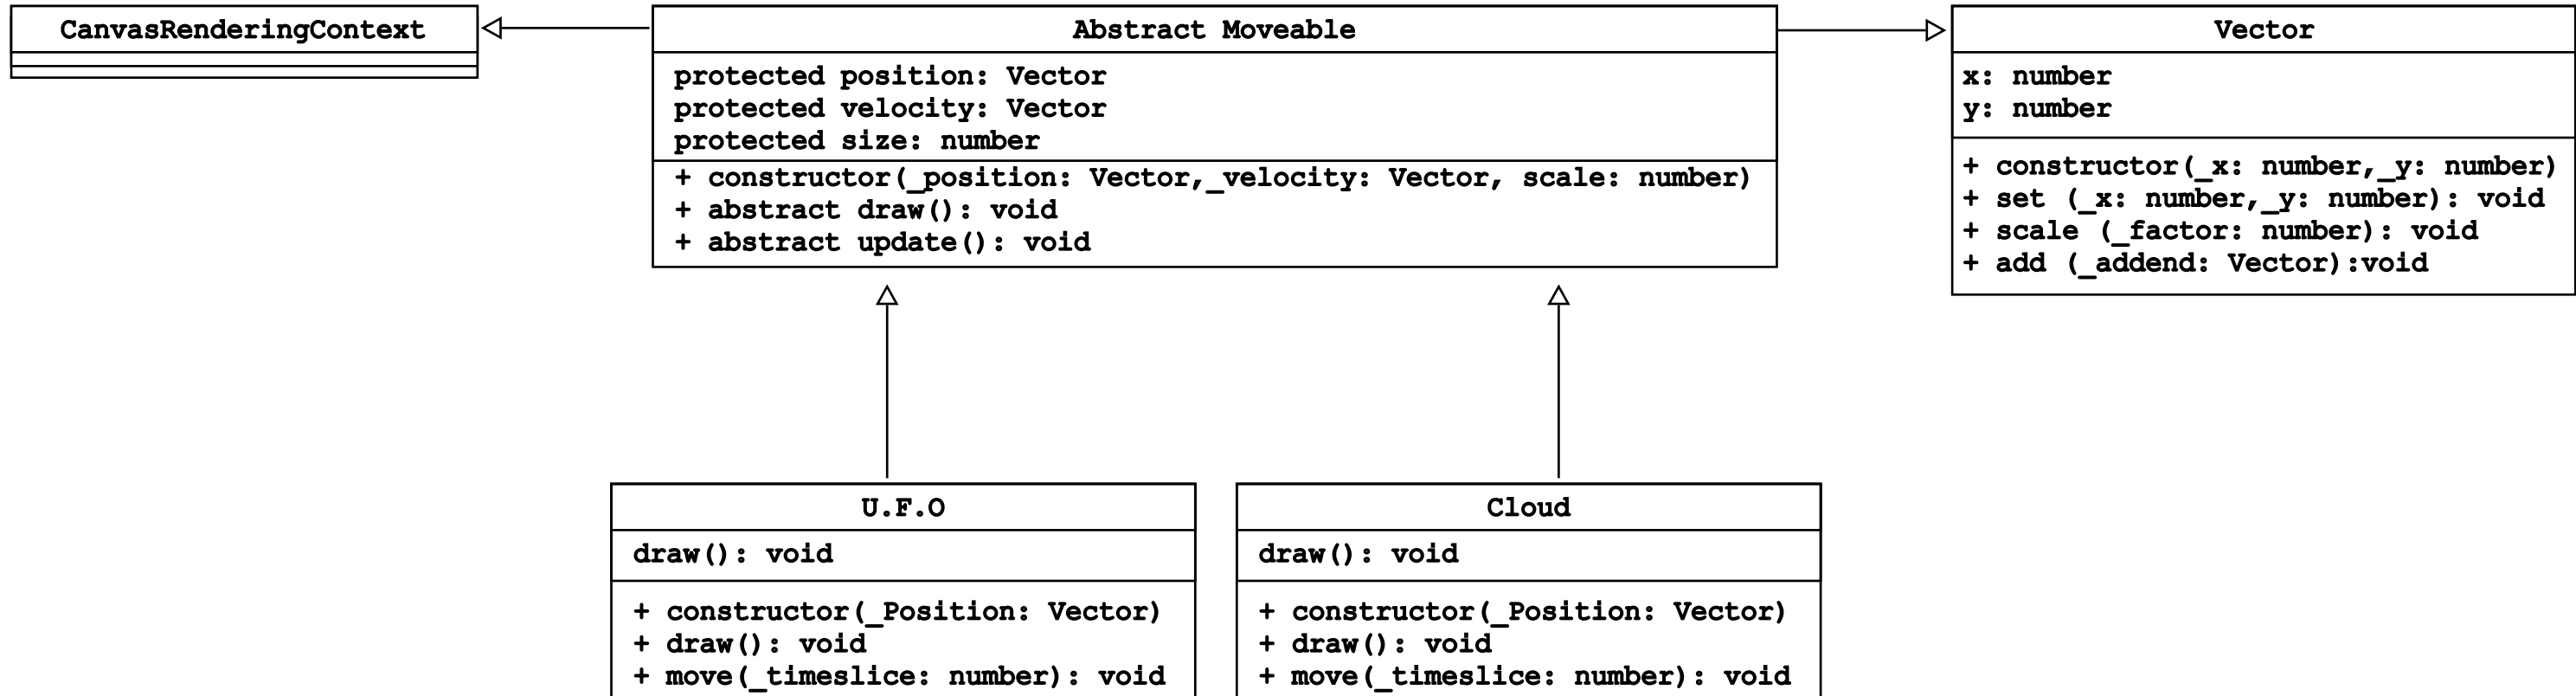 CanvasRenderingContext
Abstract Moveable
protected position: Vector
protected velocity: Vector
protected size: number
+ constructor(_position: Vector,_velocity: Vector, scale: number)
+ abstract draw(): void
+ abstract update(): void
Vector
x: number
y: number
+ constructor(_x: number,_y: number)
+ set (_x: number,_y: number): void
+ scale (_factor: number): void
+ add (_addend: Vector):void
U.F.O
draw(): void
+ constructor(_Position: Vector)
+ draw(): void
+ move(_timeslice: number): void
Cloud
draw(): void
+ constructor(_Position: Vector)
+ draw(): void
+ move(_timeslice: number): void